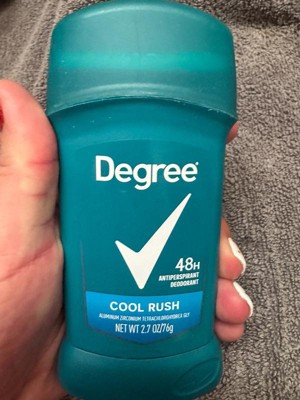 Degree®
48H
ANTIPERSPIRANT
DEODORANT
COOL RUSH
ALUMINUM ZIRCONIUM TETRACHLOROHYDREX GLY
NET WT 2.7 OZ/76g